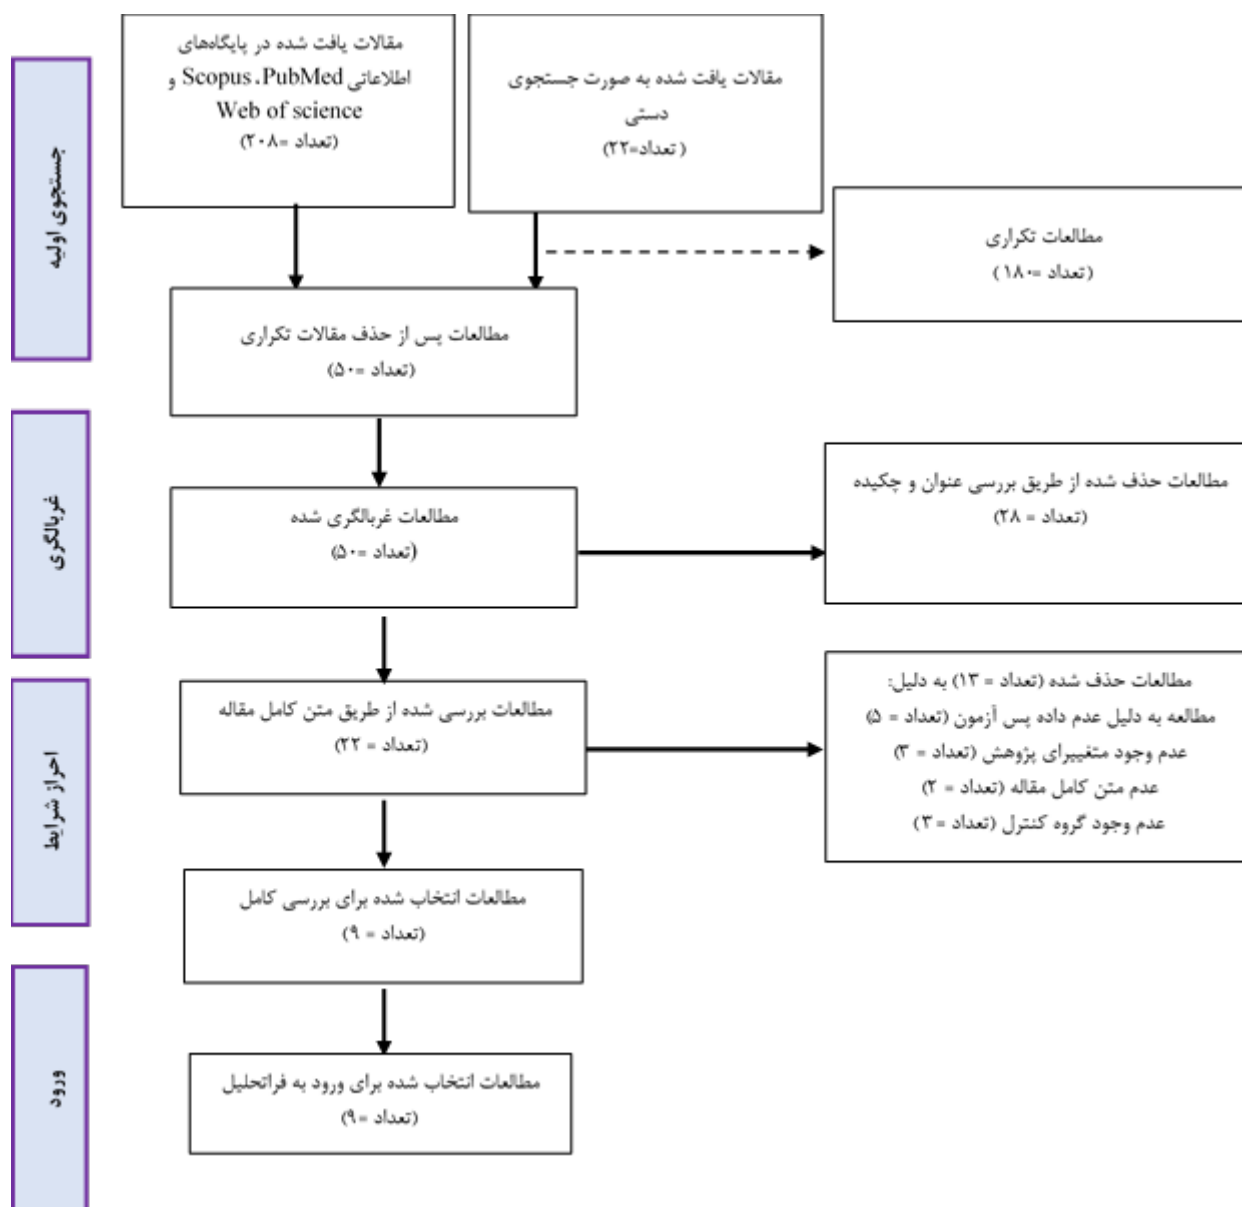 مقالات یافت شده در پایگاه‌های
اطلاعاتی Scopus ،PubMed و
Web of science
(تعداد =۲۰۸)
مقالات یافت شده به صورت جستجوی
دستی
( تعداد=۲۲)
جستجوی اولیه
مطالعات تکراری
(تعداد =۱۸۰ )
مطالعات پس از حذف مقالات تکراری
(تعداد =۵۰)
غربالگری
مطالعات غربالگری شده
(تعداد =۵۰)
مطالعات حذف شده از طریق بررسی عنوان و چکیده
(تعداد = ۲۸)
احراز شرایط
مطالعات بررسی شده از طریق متن کامل مقاله
(تعداد = ۲۲)
مطالعات حذف شده (تعداد = ۱۳) به دلیل:
مطالعه به دلیل عدم داده پس آزمون (تعداد = ۵)
عدم وجود متغییرای پژوهش (تعداد = ۳)
عدم متن کامل مقاله (تعداد = ۲)
عدم وجود گروه کنترل (تعداد = ۳)
مطالعات انتخاب شده برای بررسی کامل
(تعداد = ۹)
ورود
مطالعات انتخاب شده برای ورود به فراتحلیل
(تعداد =۹)